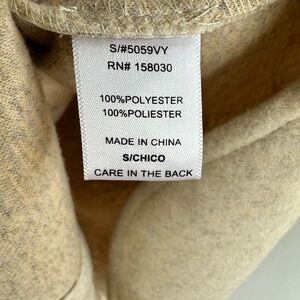 S/#5059VY
RN# 158030
100%POLYESTER
100%POLIESTER
MADE IN CHINA
S/CHICO
CARE IN THE BACK